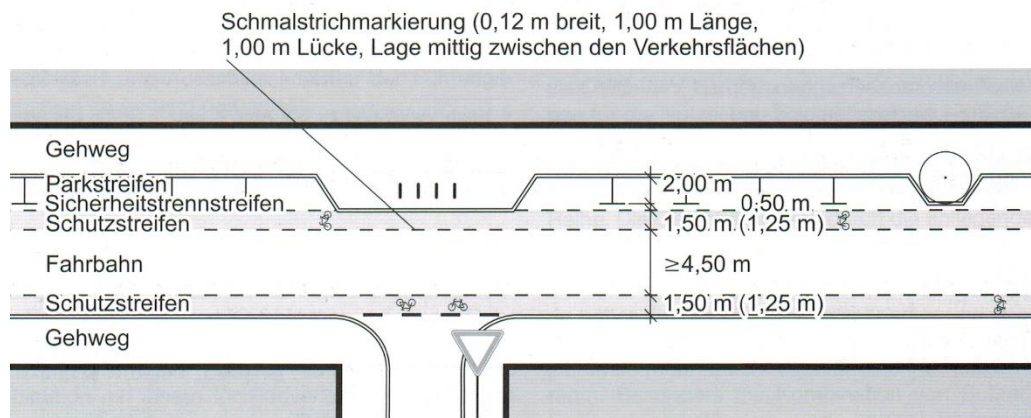 Schmalstrichmarkierung (0,12 m breit, 1,00 m Länge,
1,00 m Lücke, Lage mittig zwischen den Verkehrsflächen)
Gehweg
Parkstreifen
2,00 m
Sicherheitstrennstreifen
0,50 m
Schutzstreifen
1,50 m (1,25 m)
Fahrbahn
≥4,50 m
Schutzstreifen
1,50 m (1,25 m)
Gehweg